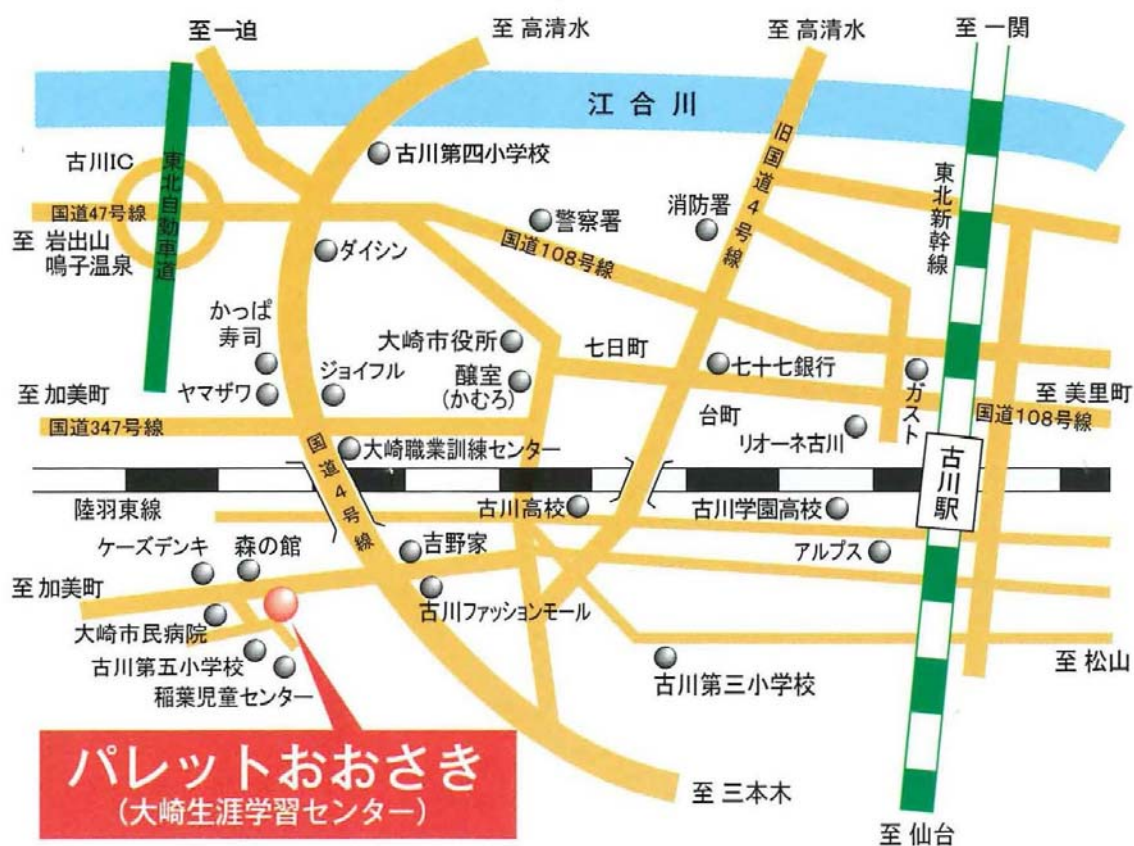 至一迫
至 高清水
至 高清水
至 一関
江合川
古川第四小学校
古川IC
東北自動車道
旧国道4号線
東北新幹線
国道47号線
至 岩出山
鳴子温泉
ダイシン
警察署
消防署
国道108号線
かっぱ
寿司
大崎市役所
七日町
七十七銀行
ヤマザワ
ジョイフル
醸室
(かむろ)
ガスト
至 加美町
至 美里町
台町
リオーネ古川
国道108号線
国道347号線
大崎職業訓練センター
国道4号線
古川駅
陸羽東線
古川高校
古川学園高校
ケーズデンキ
森の館
吉野家
アルプス
至 加美町
古川ファッションモール
大崎市民病院
古川第五小学校
稲葉児童センター
古川第三小学校
至 松山
パレットおおさき
(大崎生涯学習センター)
至 三本木
至 仙台